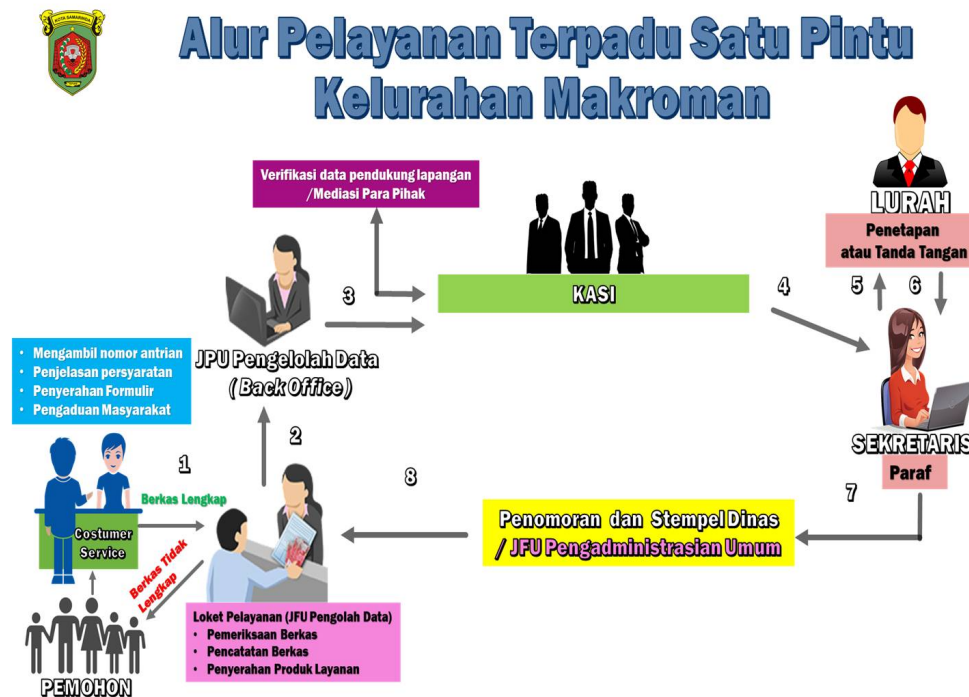 KOTA SAMARINDA
Alur Pelayanan Terpadu Satu Pintu
Kelurahan Makroman
Verifikasi data pendukung lapangan
/Mediasi Para Pihak
LURAH
Penetapan
atau Tanda Tangan
3
KASI
4
5
6
JPU Pengelolah Data
(Back Office)
• Mengambil nomor antrian
• Penjelasan persyaratan
• Penyerahan Formulir
• Pengaduan Masyarakat
2
SEKRETARIS
Paraf
1
8
7
Berkas Lengkap
Costumer
Service
Berkas Tidak
Lengkap
Penomoran dan Stempel Dinas
/ JFU Pengadministrasian Umum
Loket Pelayanan (JFU Pengolah Data)
• Pemeriksaan Berkas
• Pencatatan Berkas
• Penyerahan Produk Layanan
PEMOHON